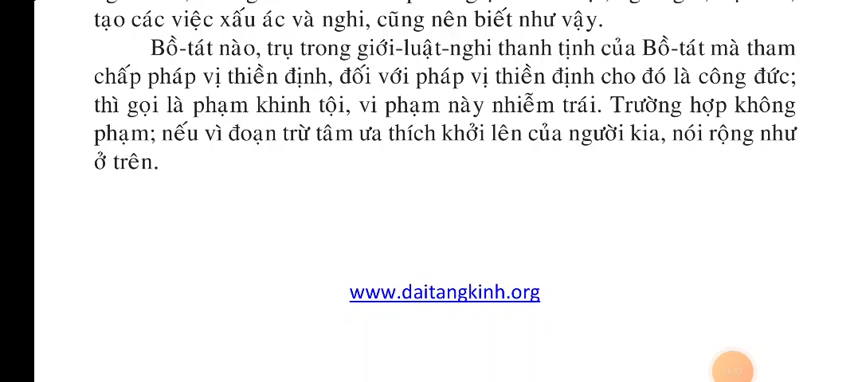 tạo các việc xấu ác và nghi, cũng nên biết như vậy.
Bồ-tát nào, trụ trong giới-luật-nghi thanh tịnh của Bồ-tát mà tham
chấp pháp vị thiền định, đối với pháp vị thiền định cho đó là công đức;
thì gọi là phạm khinh tội, vi phạm này nhiễm trái. Trường hợp không
phạm; nếu vì đoạn trừ tâm ưa thích khởi lên của người kia, nói rộng như
ở trên.
www.daitangkinh.org